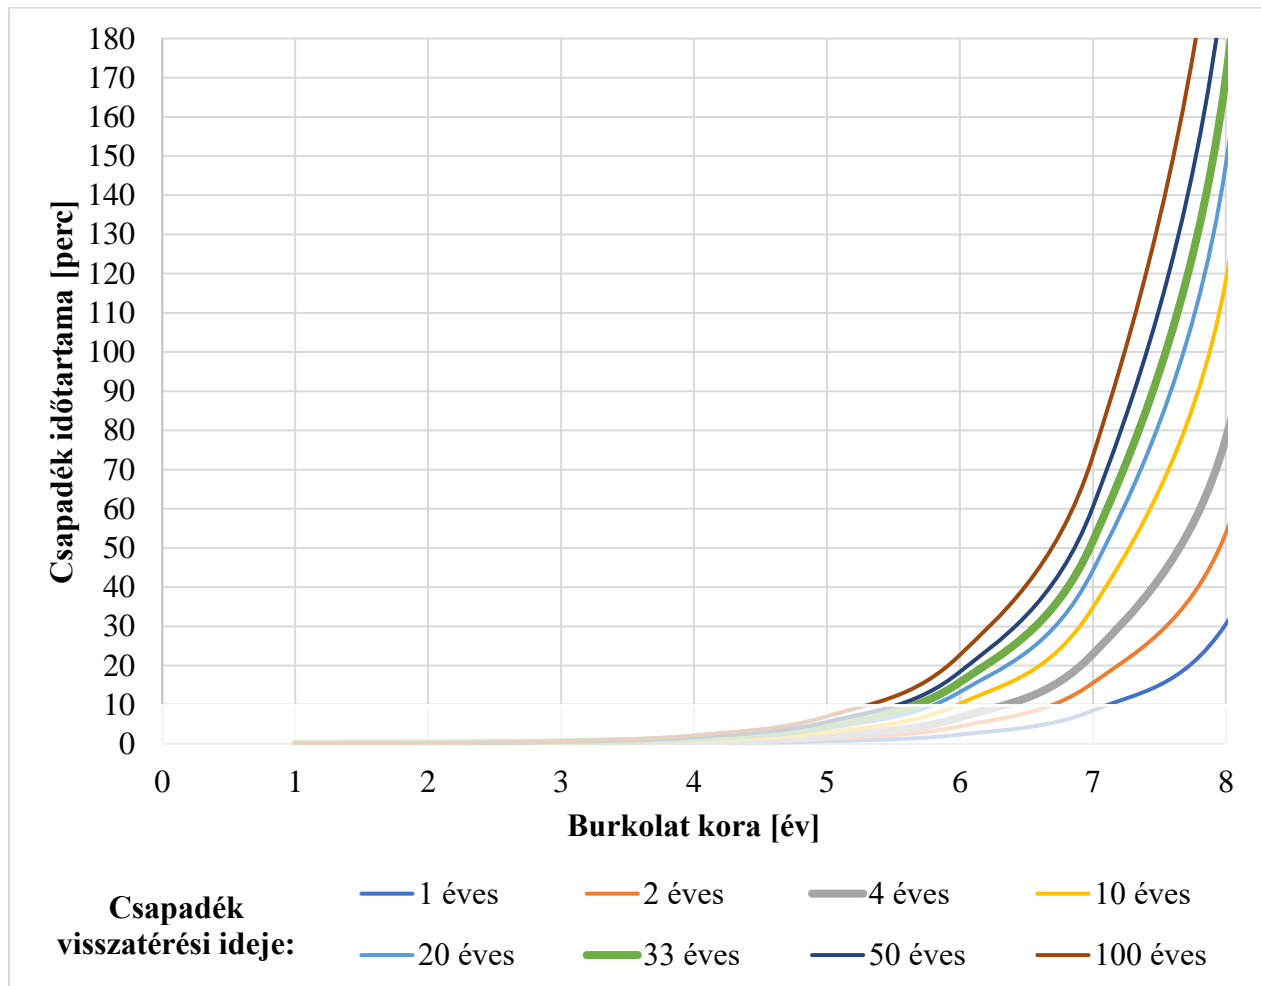 180
170
160
150
140
130
120
110
100
90
80
70
60
50
40
30
20
10
0
Csapadék időtartama [perc]
0 1 2 3 4 5 6 7 8
Burkolat kora [év]
Csapadék
visszatérési ideje:
1 éves 2 éves 4 éves 10 éves
20 éves 33 éves 50 éves 100 éves